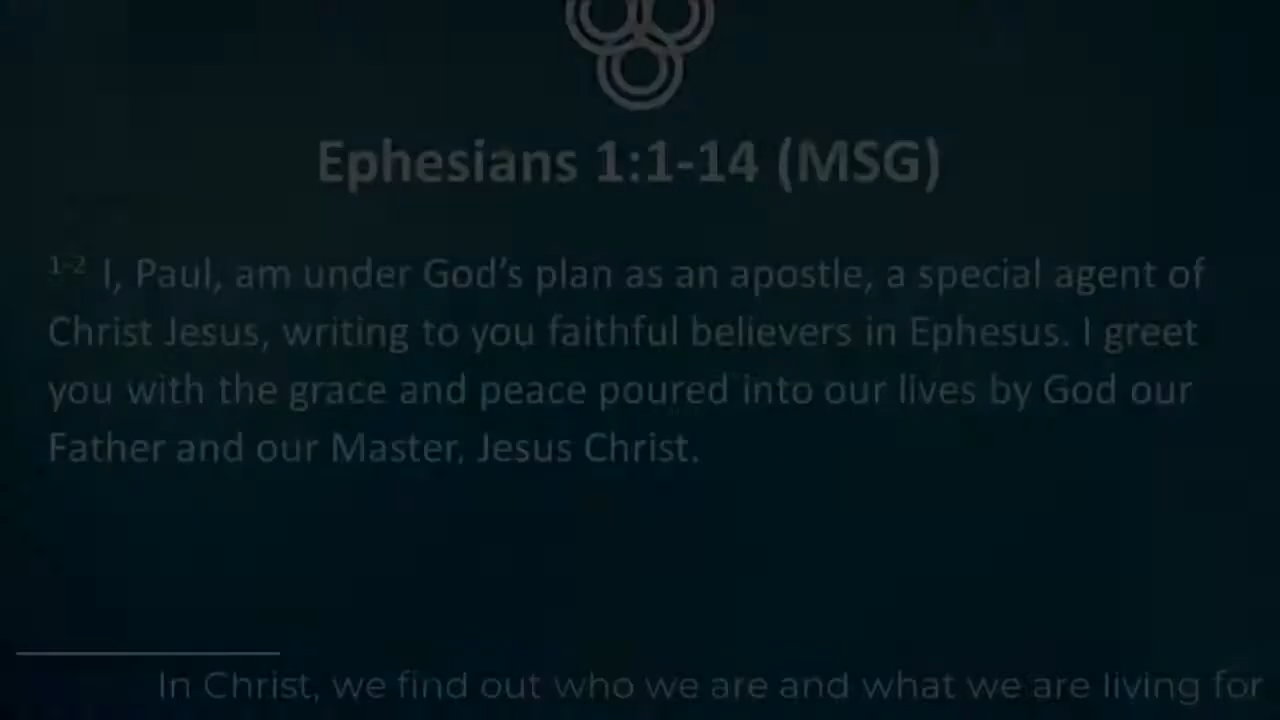 Ephesians 1:1-14 (MSG)
1-2 I, Paul, am under God’s plan as an apostle, a special agent of
Christ Jesus, writing to you faithful believers in Ephesus. I greet
you with the grace and peace poured into our lives by God our
Father and our Master, Jesus Christ.
In Christ, we find out who we are and what we are living for